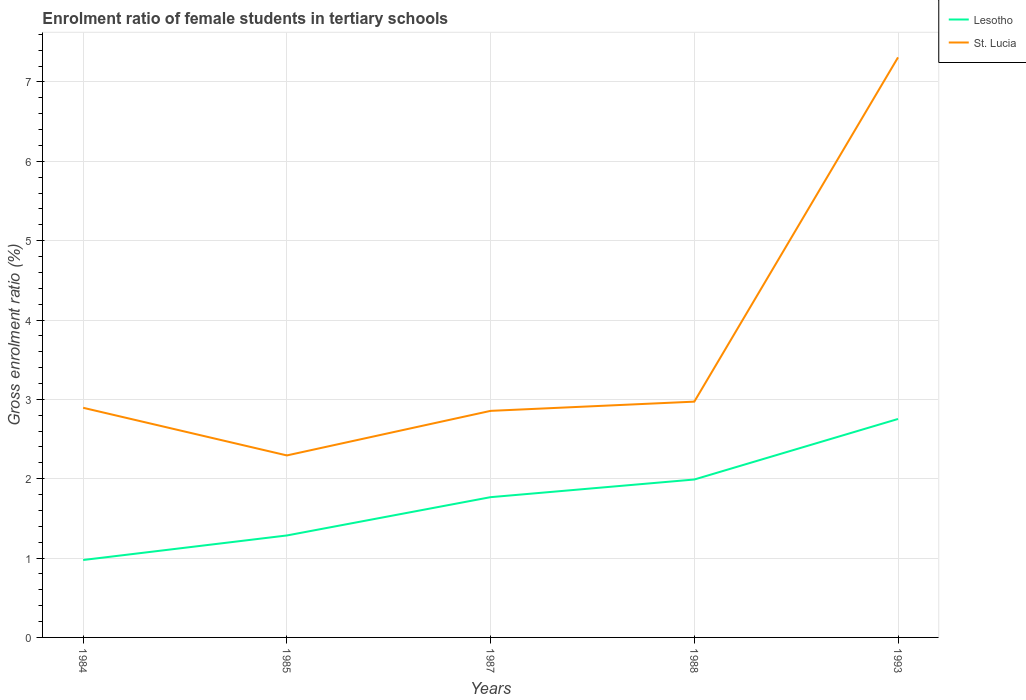 Enrolment ratio of female students in tertiary schools
Lesotho
St. Lucia
Gross enrolment ratio (%)
7
6
5
4
3
2
1
0
1984
1985
1987
1988
1993
Years